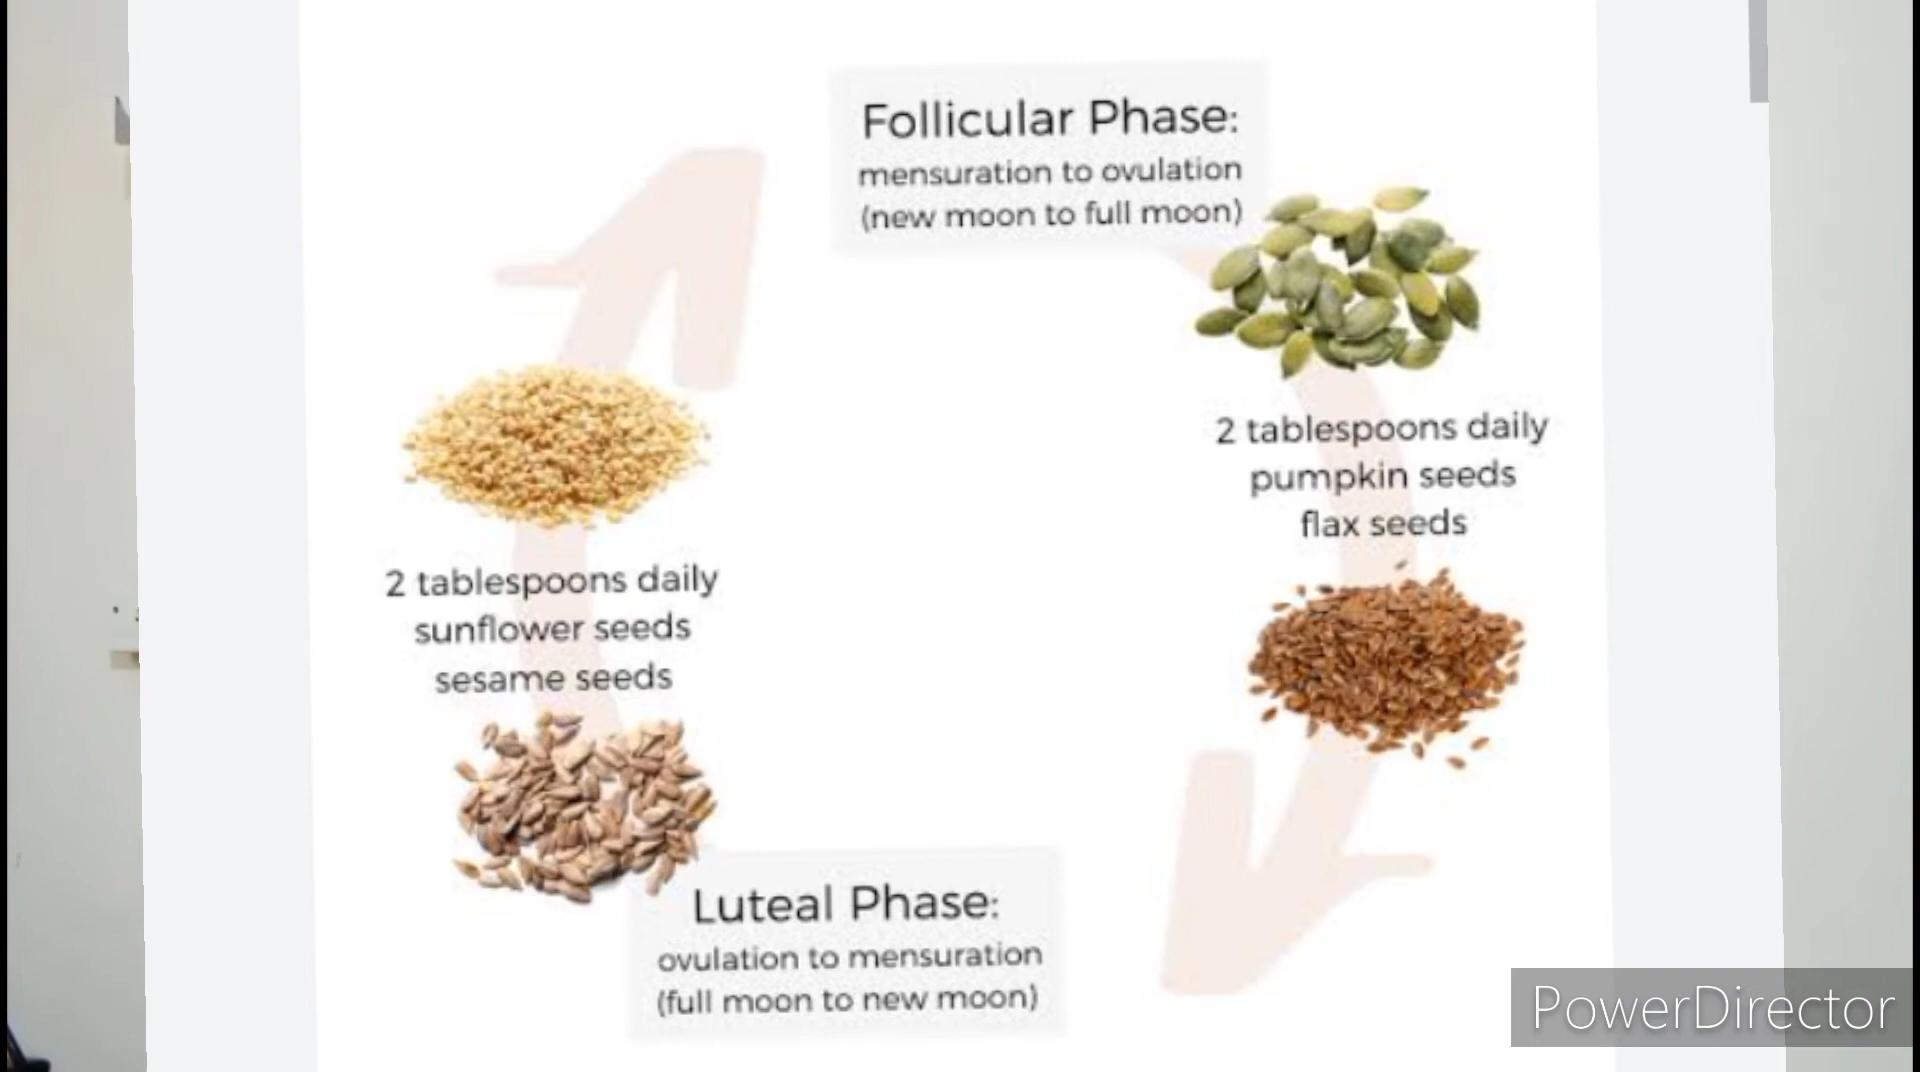 Follicular Phase:
mensuration to ovulation
(new moon to full moon)
2 tablespoons daily
pumpkin seeds
flax seeds
2 tablespoons daily
sunflower seeds
sesame seeds
Luteal Phase:
ovulation to mensuration
(full moon to new moon)
PowerDirector